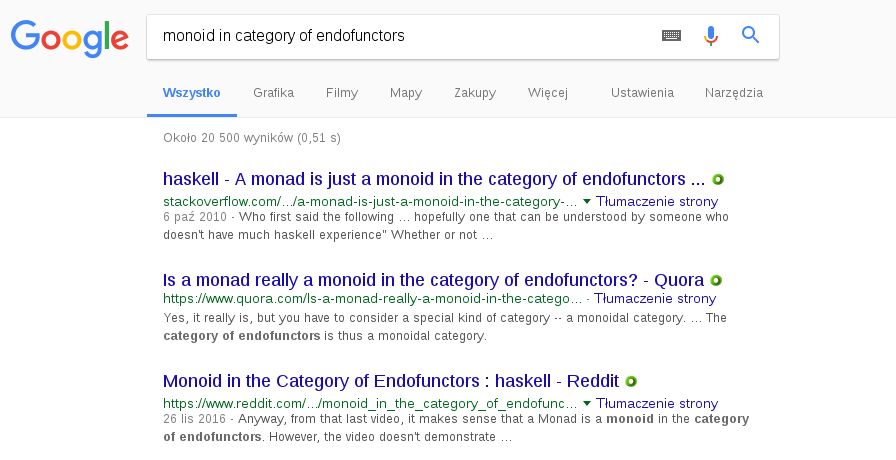 Google
monoid in category of endofunctors
Wszystko Grafika Filmy Mapy Zakupy Więcej Ustawienia Narzędzia
Około 20 500 wyników (0,51 s)
haskell - A monad is just a monoid in the category of endofunctors ...
stackoverflow.com/.../a-monad-is-just-a-monoid-in-the-category-... Tłumaczenie strony
6 paź 2010 - Who first said the following ... hopefully one that can be understood by someone who
doesn't have much haskell experience" Whether or not ...
Is a monad really a monoid in the category of endofunctors? - Quora
https://www.quora.com/Is-a-monad-really-a-monoid-in-the-catego... - Tłumaczenie strony
Yes, it really is, but you have to consider a special kind of category -- a monoidal category. ... The
category of endofunctors is thus a monoidal category.
Monoid in the Category of Endofunctors : haskell - Reddit
https://www.reddit.com/.../monoid_in_the_category_of_endofunc... Tłumaczenie strony
26 lis 2016 - Anyway, from that last video, it makes sense that a Monad is a monoid in the category
of endofunctors. However, the video doesn't demonstrate ...